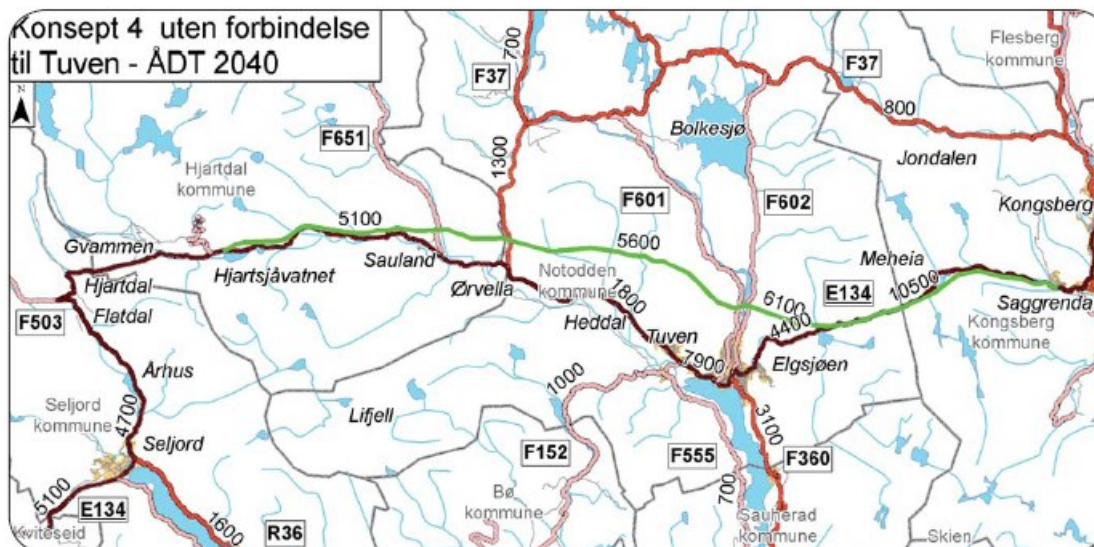 Konsept 4 uten forbindelse
til Tuven - ÅDT 2040
N
700
F37
F37
Flesberg
kommune
800
Bolkesjø
F651
1300
Jondalen
Hjartdal
kommune
F601
F602
Kongsberg
5100
5600
Gvammen
Meheia
Sauland
Notodden
kommune
Hjartsjåvatnet
Hjartdal
Ørvella
1800
6100
E134
10500
Saggrenda
F503
Flatdal
Heddal
4400
Kongsberg
kommune
Tuven
7900
Elgsjøen
Århus
1000
Seljord
kommune
4700
Lifjell
3100
Seljord
F152
F555
F360
5100
E134
700
Bø
kommune
Kviteseid
1600
R36
Sauherad
kommune
Skien